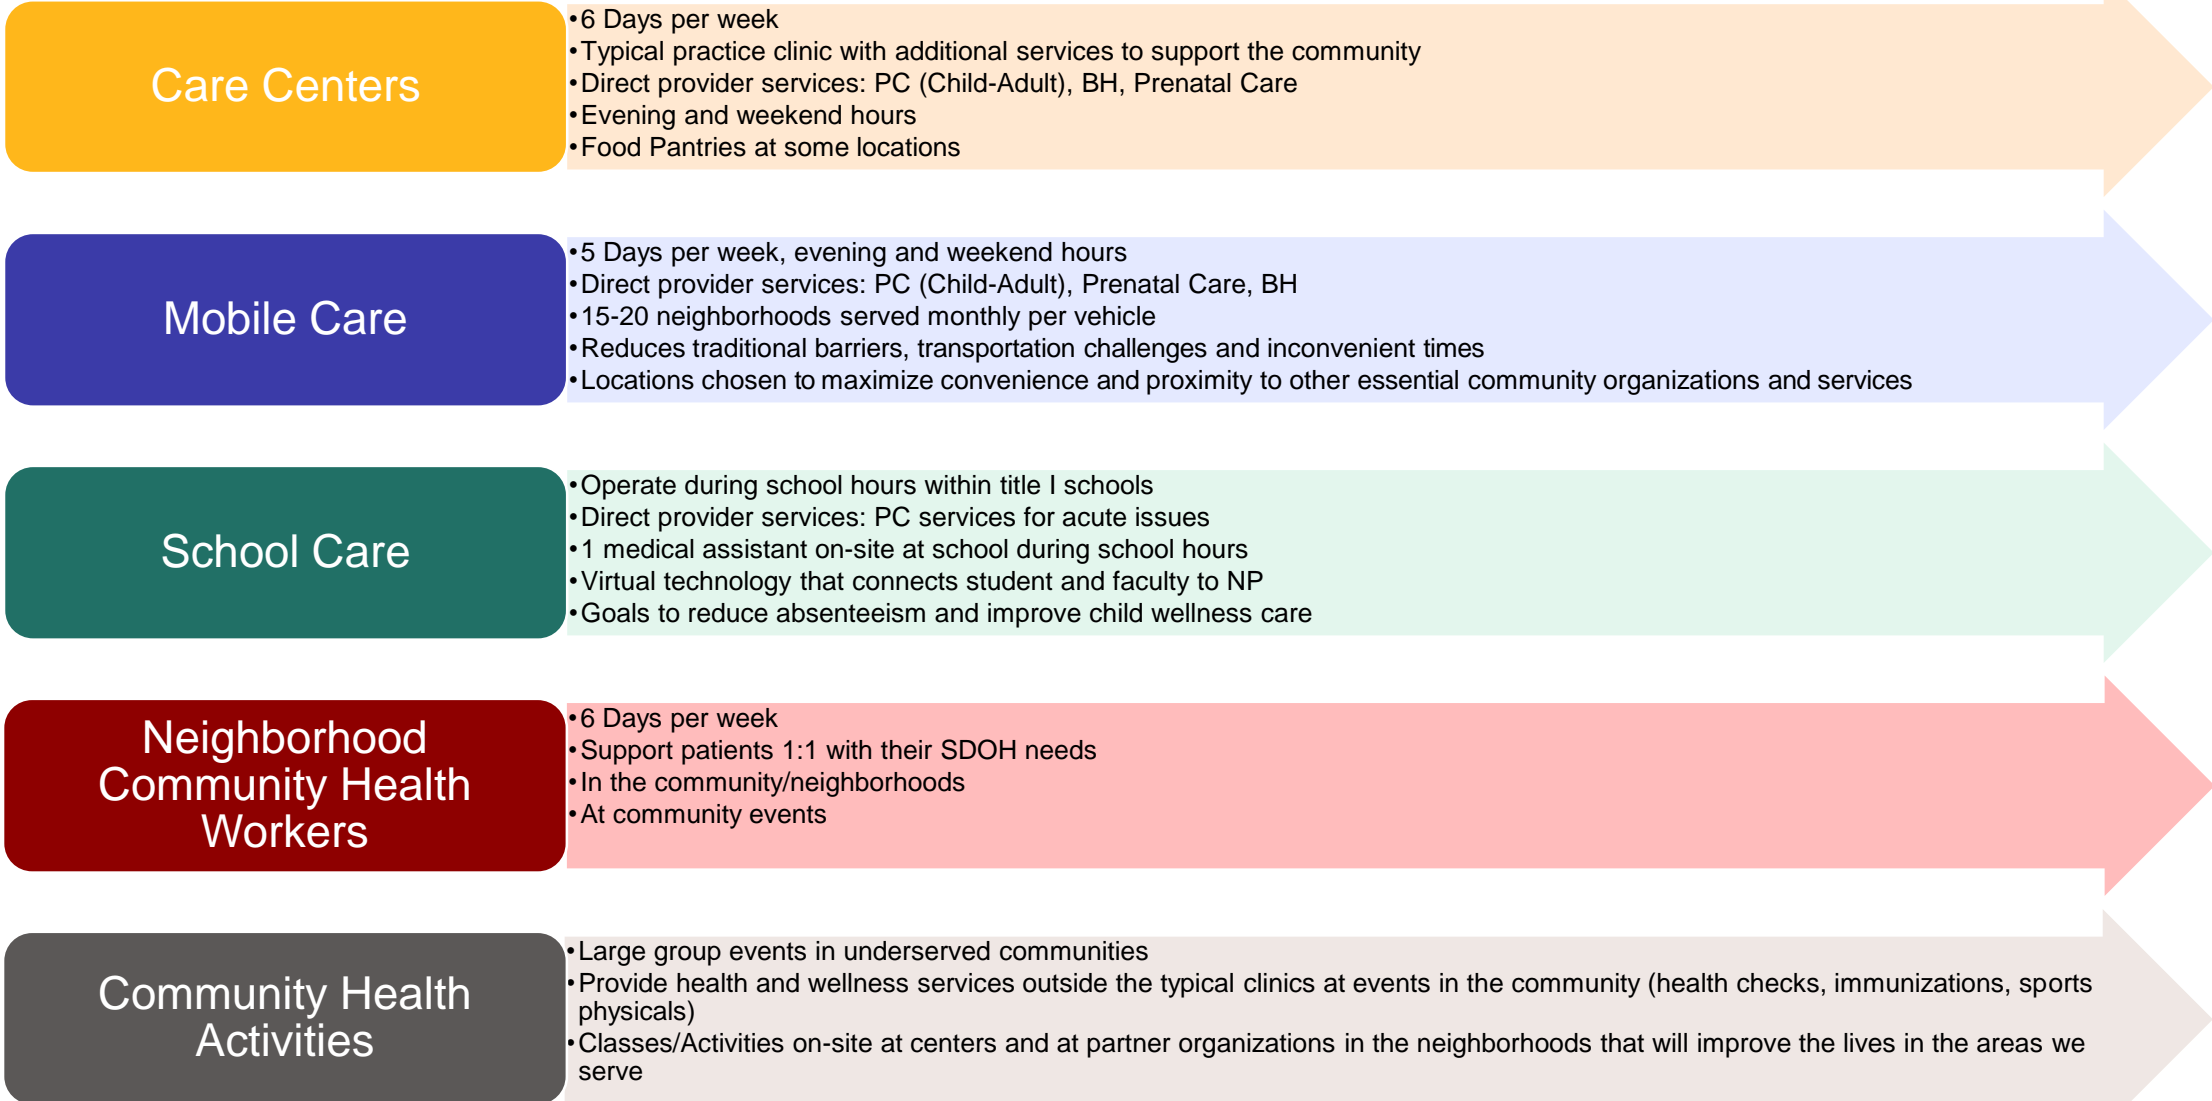 Care Centers
•6 Days per week
•Typical practice clinic with additional services to support the community
•Direct provider services: PC (Child-Adult), BH, Prenatal Care
•Evening and weekend hours
•Food Pantries at some locations
Mobile Care
•5 Days per week, evening and weekend hours
•Direct provider services: PC (Child-Adult), Prenatal Care, BH
•15-20 neighborhoods served monthly per vehicle
•Reduces traditional barriers, transportation challenges and inconvenient times
•Locations chosen to maximize convenience and proximity to other essential community organizations and services
School Care
•Operate during school hours within title I schools
•Direct provider services: PC services for acute issues
•1 medical assistant on-site at school during school hours
•Virtual technology that connects student and faculty to NP
•Goals to reduce absenteeism and improve child wellness care
Neighborhood
Community Health
Workers
•6 Days per week
•Support patients 1:1 with their SDOH needs
•In the community/neighborhoods
•At community events
Community Health
Activities
•Large group events in underserved communities
•Provide health and wellness services outside the typical clinics at events in the community (health checks, immunizations, sports
physicals)
•Classes/Activities on-site at centers and at partner organizations in the neighborhoods that will improve the lives in the areas we
serve